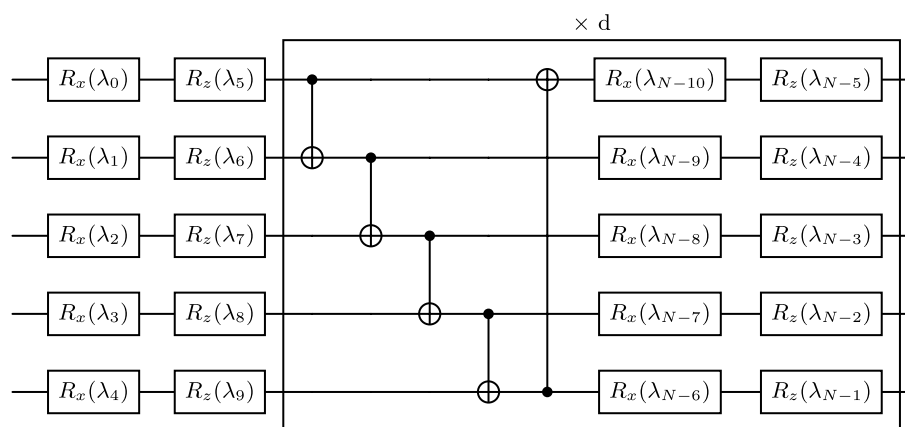 × d
R_x(λ_0) R_z(λ_5) R_x(λ_{N−10}) R_z(λ_{N−5})
R_x(λ_1) R_z(λ_6) R_x(λ_{N−9}) R_z(λ_{N−4})
R_x(λ_2) R_z(λ_7) R_x(λ_{N−8}) R_z(λ_{N−3})
R_x(λ_3) R_z(λ_8) R_x(λ_{N−7}) R_z(λ_{N−2})
R_x(λ_4) R_z(λ_9) R_x(λ_{N−6}) R_z(λ_{N−1})